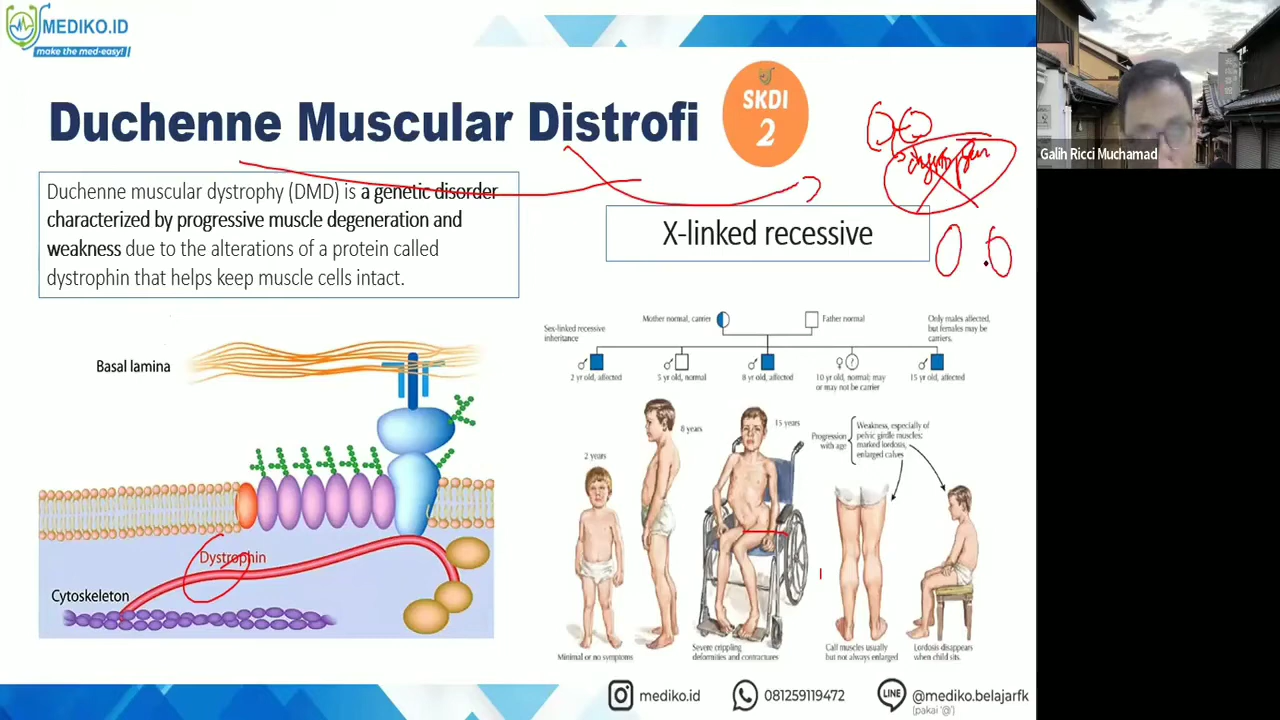 MEDIKO.ID
make the med-easy!
Duchenne Muscular Distrofi
SKDI
2
Galih Ricci Muchamad
Duchenne muscular dystrophy (DMD) is a genetic disorder
characterized by progressive muscle degeneration and
weakness due to the alterations of a protein called
dystrophin that helps keep muscle cells intact.
X-linked recessive
Basal lamina
Dystrophin
Cytoskeleton
Sex-linked recessive
inheritance
Mother normal, carrier
Father normal
Only males affected,
but females may be
carriers.
2 yr old, affected
5 yr old, normal
8 yr old, affected
10 yr old, normal; may
or may not be carrier
15 yr old, affected
2 years
8 years
15 years
Progression
with age
Weakness, especially of
pelvic girdle muscles;
marked lordosis,
enlarged calves
Minimal or no symptoms
Severe crippling
deformities and contractures
Calf muscles usually
but not always enlarged
Lordosis disappears
when child sits.
mediko.id
081259119472
LINE
@mediko.belajarfk
(pakai '@')